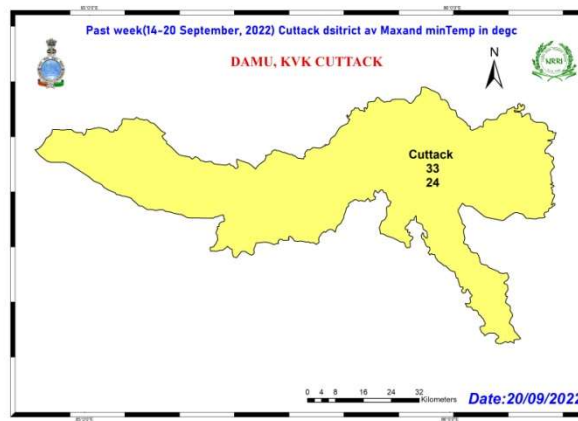 Past week(14-20 September, 2022) Cuttack dsitrict av Maxand minTemp in degc
DAMU, KVK CUTTACK
N
NRRI
Cuttack
33
24
0 4 8 16 24 32
Kilometers
Date:20/09/2022